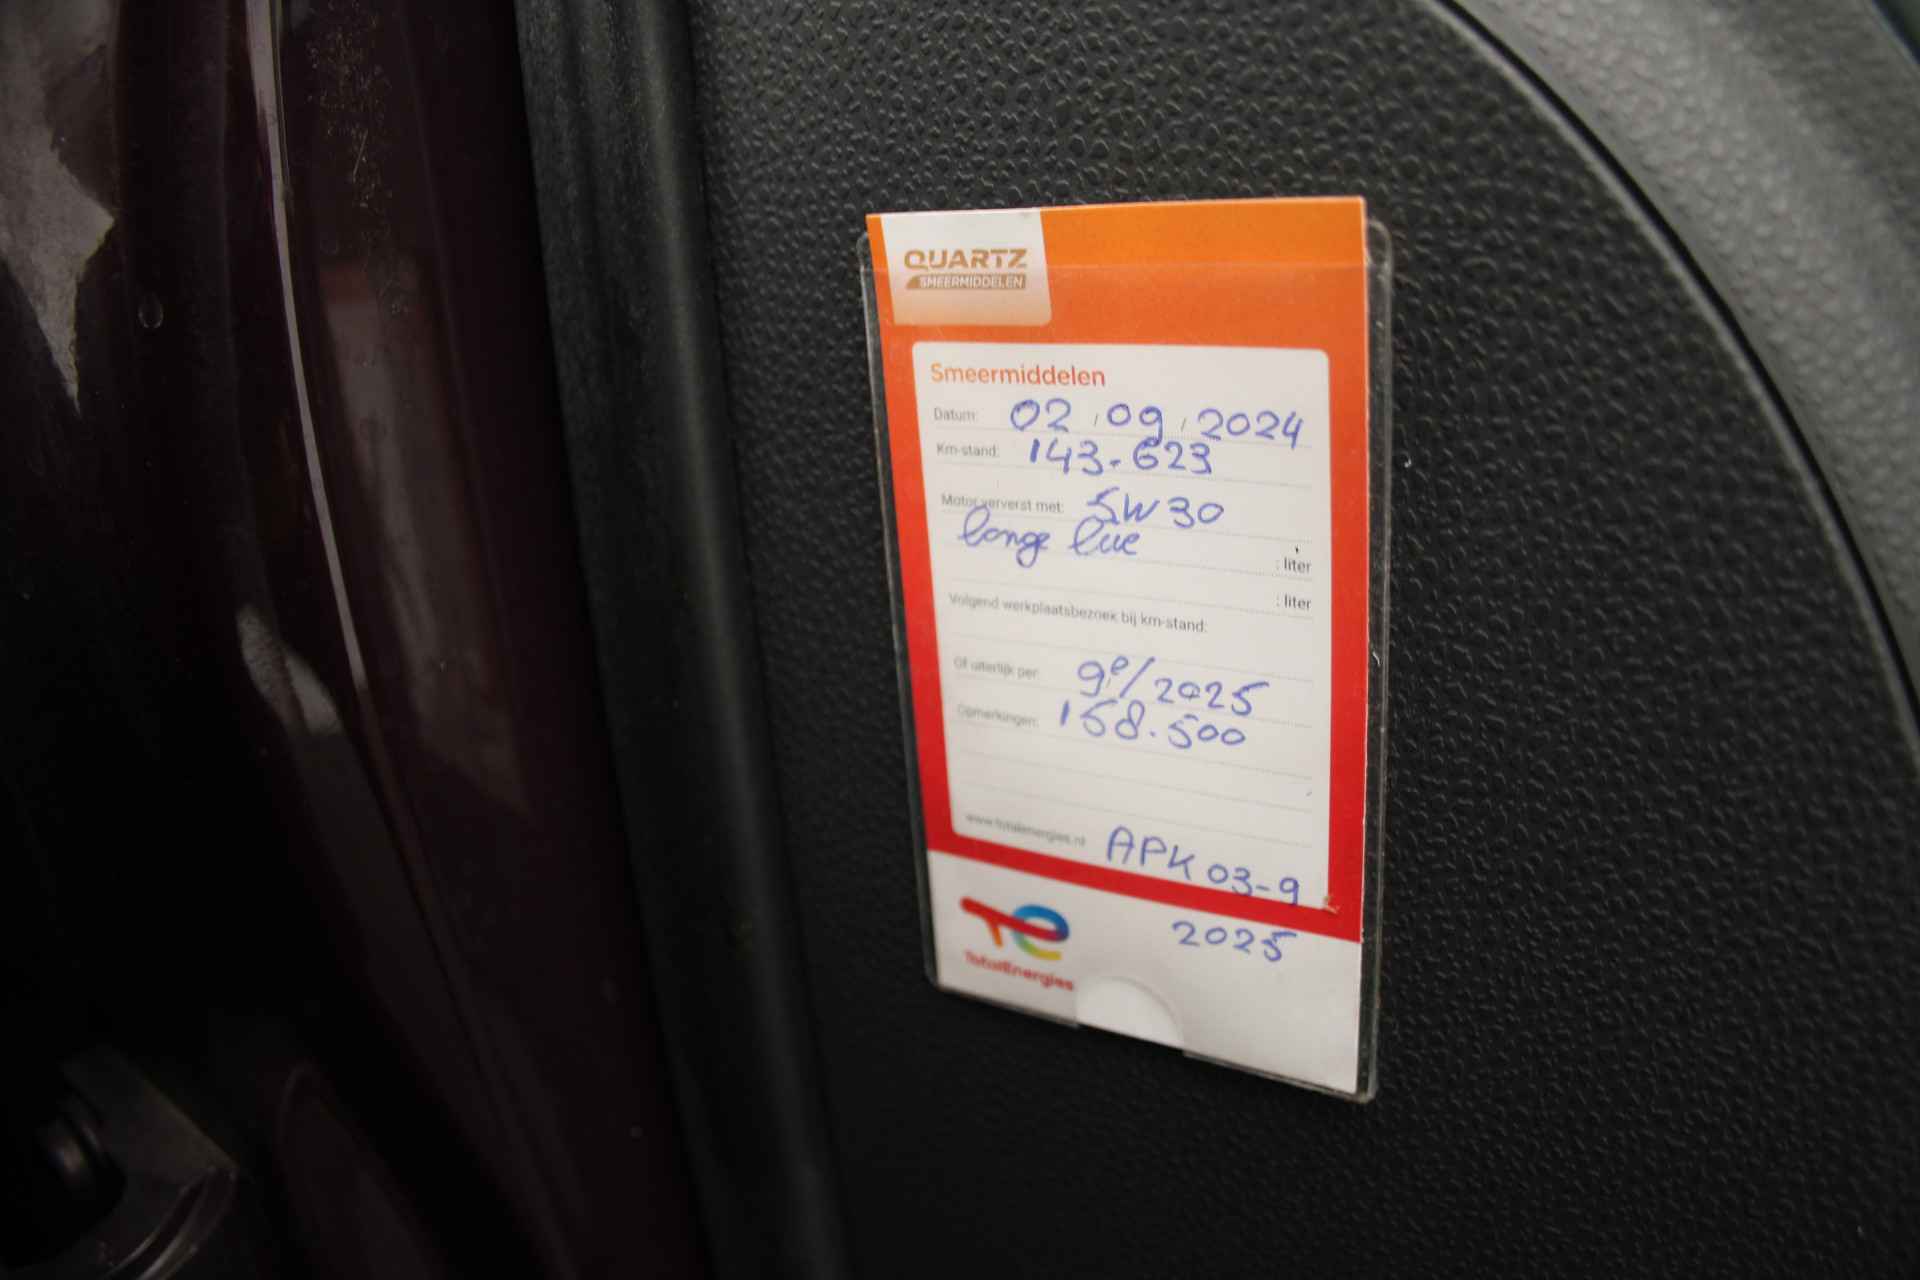 QUARTZ
SMEERMIDDELEN
Smeermiddelen
Datum: 02,09,2024
Km-stand: 143.623
Motor ververst met: 5W30
: liter
: liter
Volgend werkplaatsbezoek bij km-stand:
Of uiterlijk per: 9e/2025
Opmerkingen: 158.500
www.totalenergies.nl
APK 03-9
2025
TotalEnergies